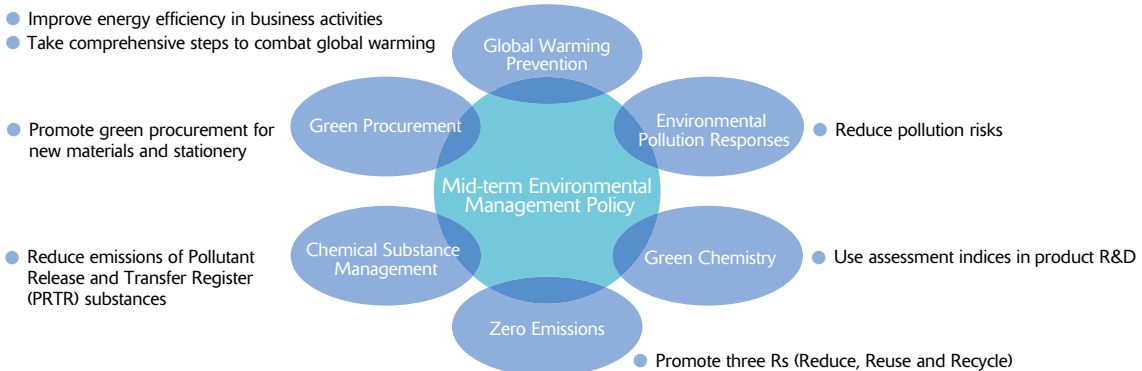 Improve energy efficiency in business activities
Take comprehensive steps to combat global warming
Global Warming
Prevention
Green Procurement
Promote green procurement for
new materials and stationery
Environmental
Pollution Responses
Reduce pollution risks
Mid-term Environmental
Management Policy
Chemical Substance
Management
Reduce emissions of Pollutant
Release and Transfer Register
(PRTR) substances
Green Chemistry
Use assessment indices in product R&D
Zero Emissions
Promote three Rs (Reduce, Reuse and Recycle)